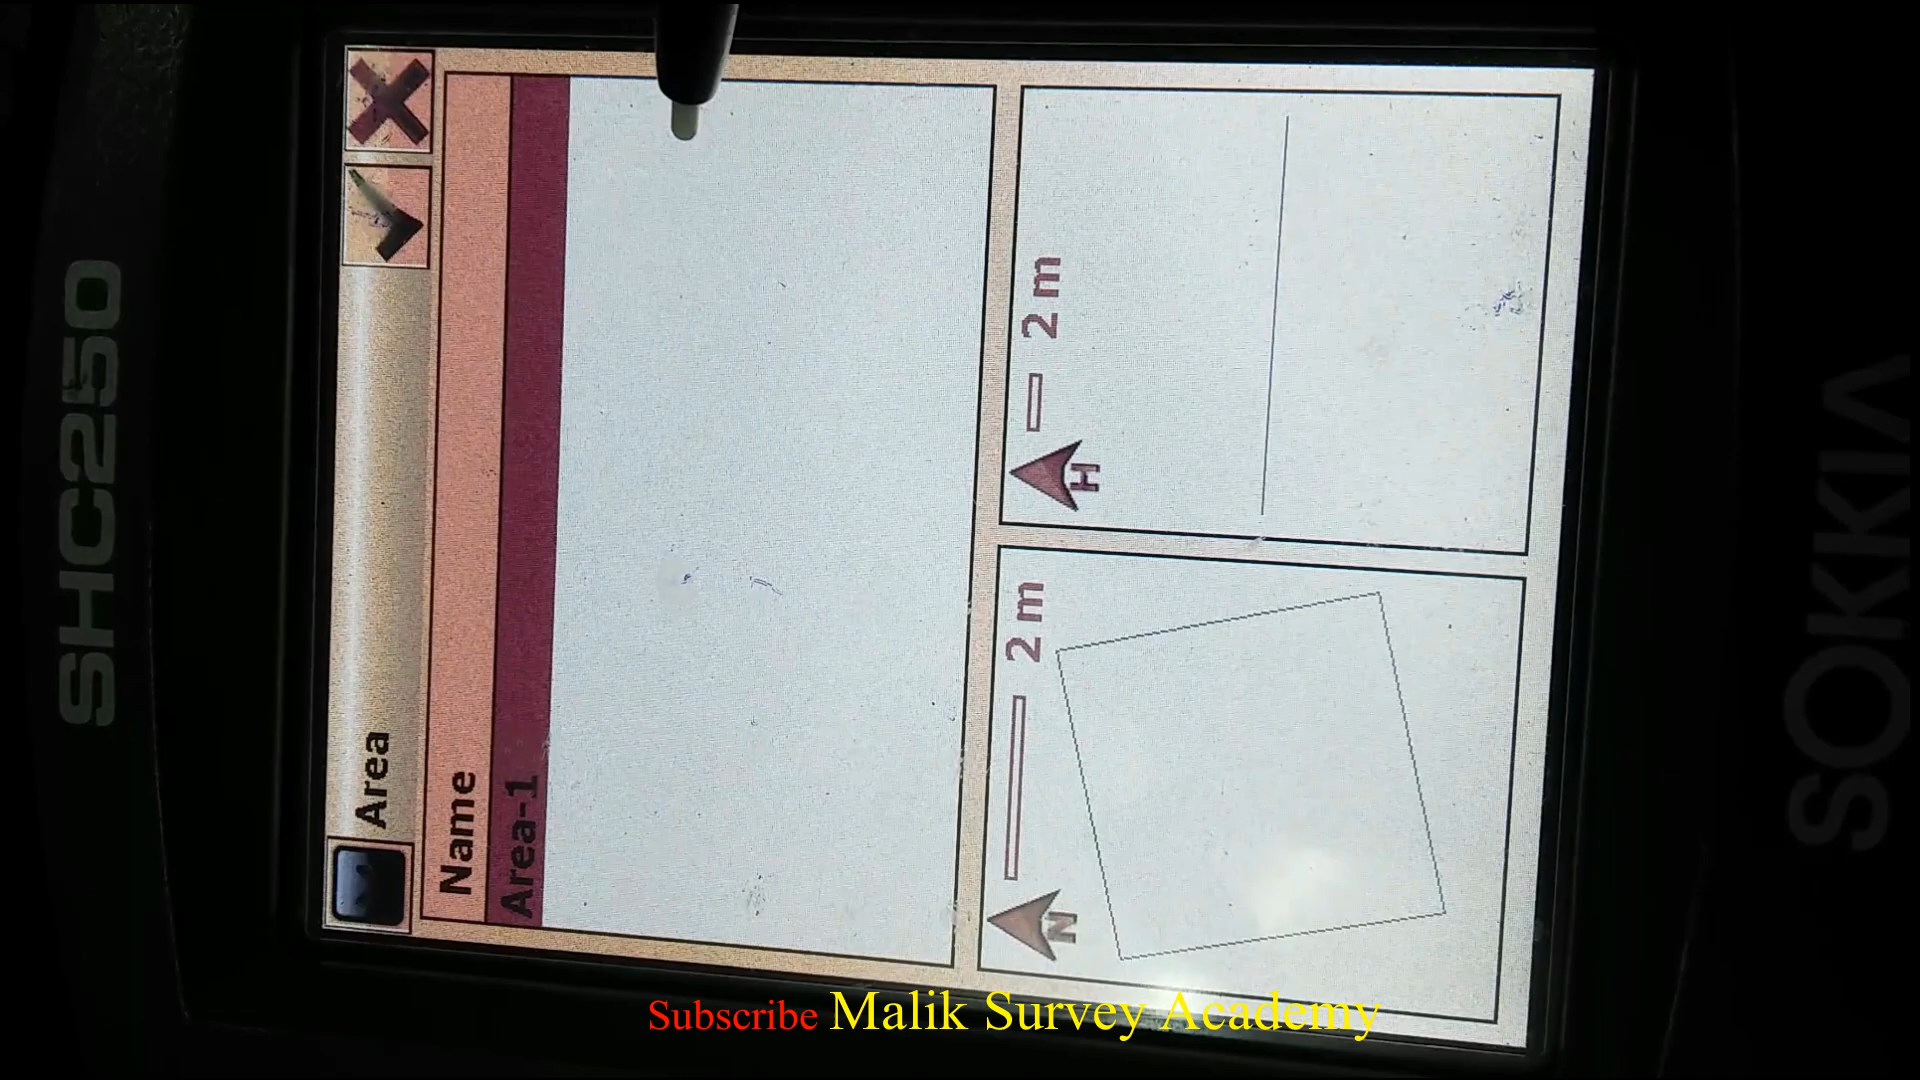 SHC250
Area
Name
Area-1
N
2 m
H
2 m
SOKKIA
Subscribe Malik Survey Academy